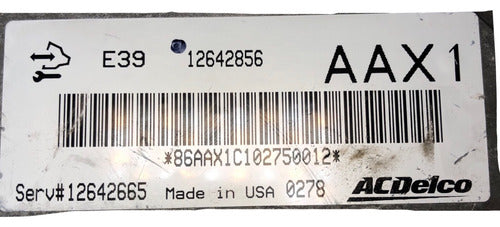 E39 12642856 AAX1
*86AAX1C102750012*
Serv#12642665 Made in USA 0278 ACDelco